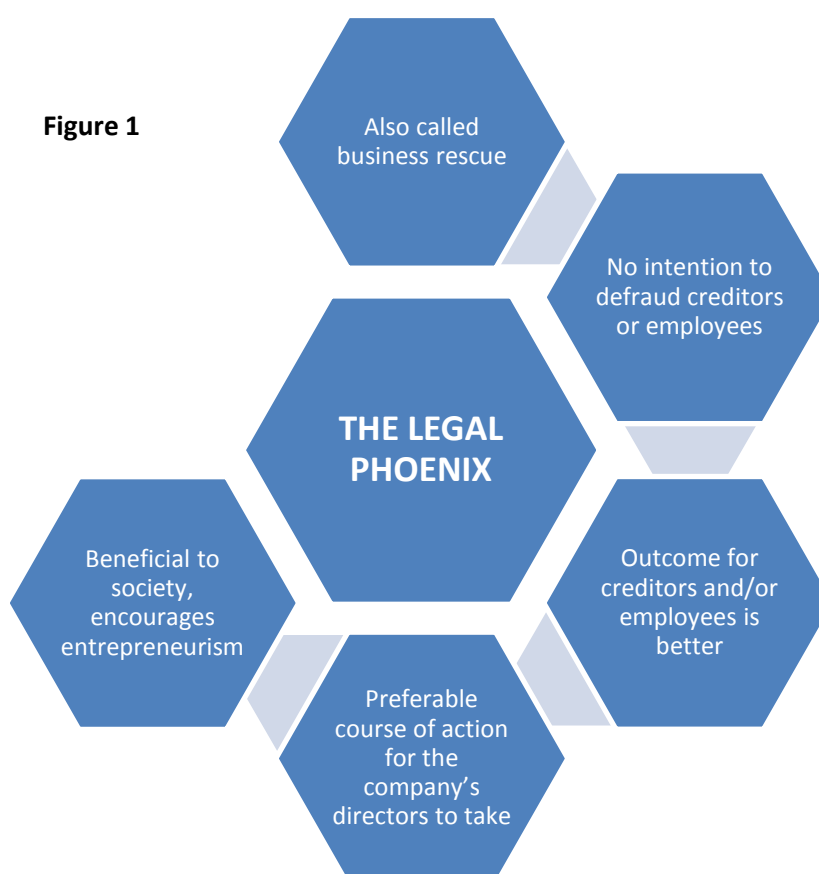 Figure 1
Also called
business rescue
No intention to
defraud creditors
or employees
THE LEGAL
PHOENIX
Outcome for
creditors and/or
employees is
better
Preferable
course of action
for the
company’s
directors to take
Beneficial to
society,
encourages
entrepreneurism